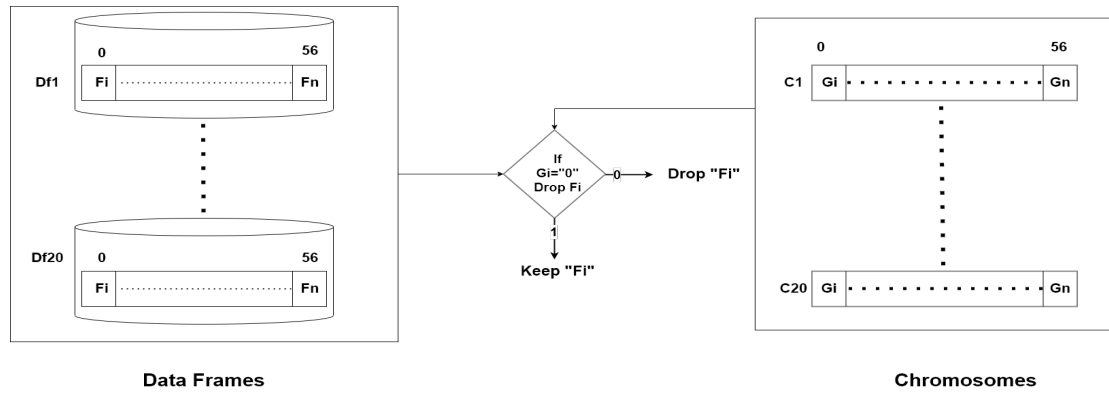 0 56
Df1 Fi Fn
Df20 0 56
Fi Fn
Data Frames
If
Gi="0"
Drop Fi
0 Drop "Fi"
1
Keep "Fi"
0 56
C1 Gi Gn
C20 Gi Gn
Chromosomes